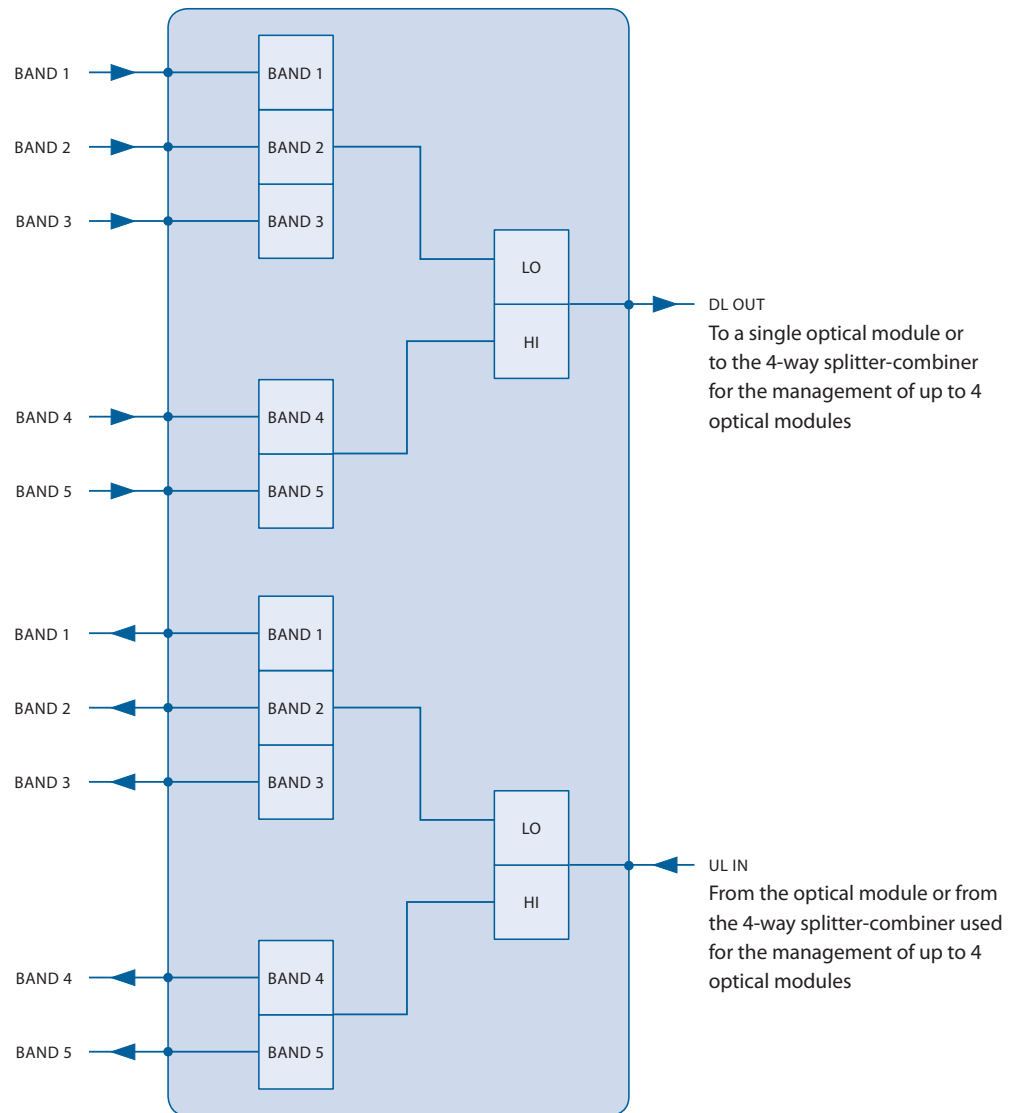 BAND 1
BAND 1
BAND 2
BAND 2
BAND 3
BAND 3
LO
HI
DL OUT
To a single optical module or
to the 4-way splitter-combiner
for the management of up to 4
optical modules
BAND 4
BAND 4
BAND 5
BAND 5
BAND 1
BAND 1
BAND 2
BAND 2
BAND 3
BAND 3
LO
HI
UL IN
From the optical module or from
the 4-way splitter-combiner used
for the management of up to 4
optical modules
BAND 4
BAND 4
BAND 5
BAND 5